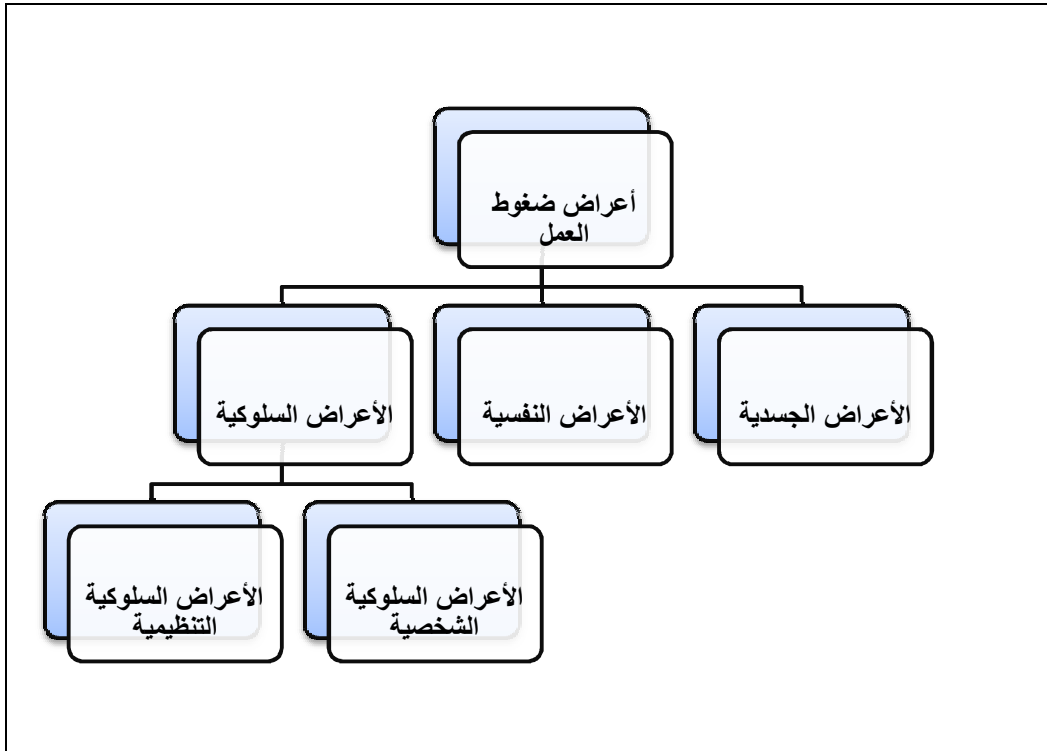 أعراض ضغوط
العمل
الأعراض الجسدية
الأعراض النفسية
الأعراض السلوكية
الأعراض السلوكية
الشخصية
الأعراض السلوكية
التنظيمية